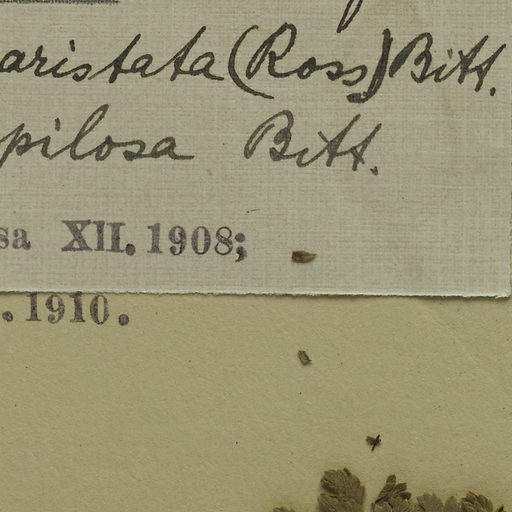 aristata (Ross) Bitt.
pilosa Bitt.
sa XII. 1908;
. 1910.